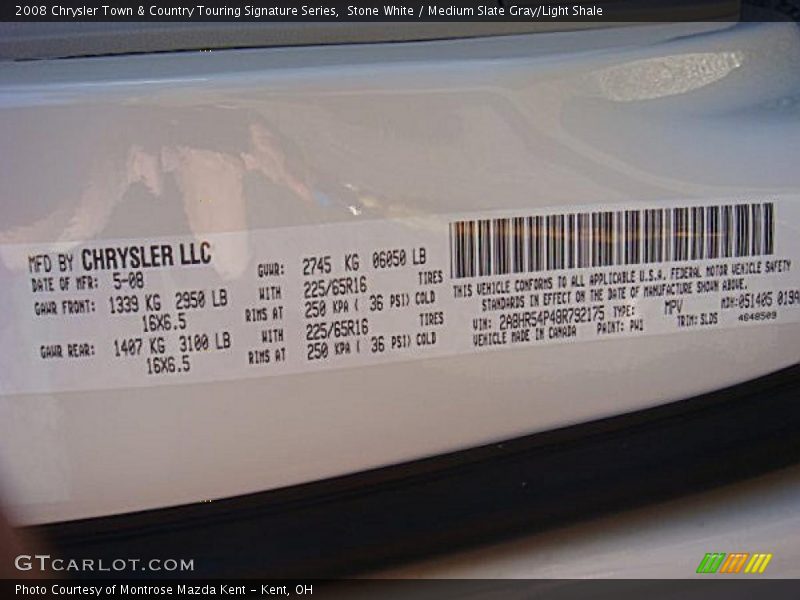 2008 Chrysler Town & Country Touring Signature Series,  Stone White / Medium Slate Gray/Light Shale
MFD BY CHRYSLER LLC
DATE OF MFR: 5-08
GAWR FRONT: 1339 KG 2950 LB
16X6.5
GAWR REAR: 1407 KG 3100 LB
16X6.5
GVWR: 2745 KG 06050 LB
WITH 225/65R16 TIRES
RIMS AT 250 KPA ( 36 PSI) COLD
WITH 225/65R16 TIRES
RIMS AT 250 KPA ( 36 PSI) COLD
THIS VEHICLE CONFORMS TO ALL APPLICABLE U.S.A. FEDERAL MOTOR VEHICLE SAFETY
STANDARDS IN EFFECT ON THE DATE OF MANUFACTURE SHOWN ABOVE.
VIN: 2A8HR54P48R792175 TYPE: MPV MDH:051405 0194
VEHICLE MADE IN CANADA PAINT: PW1 TRIM: SLDS 4648509
GTCARLOT.COM
Photo Courtesy of Montrose Mazda Kent - Kent, OH